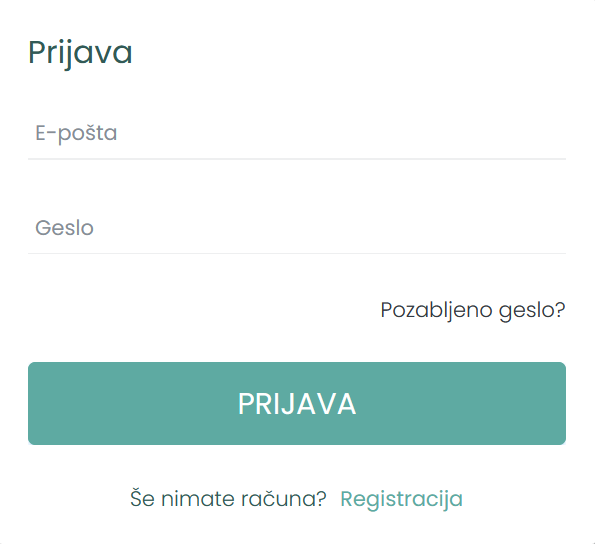 Prijava
E-pošta
Geslo
Pozabljeno geslo?
PRIJAVA
Še nimate računa? Registracija